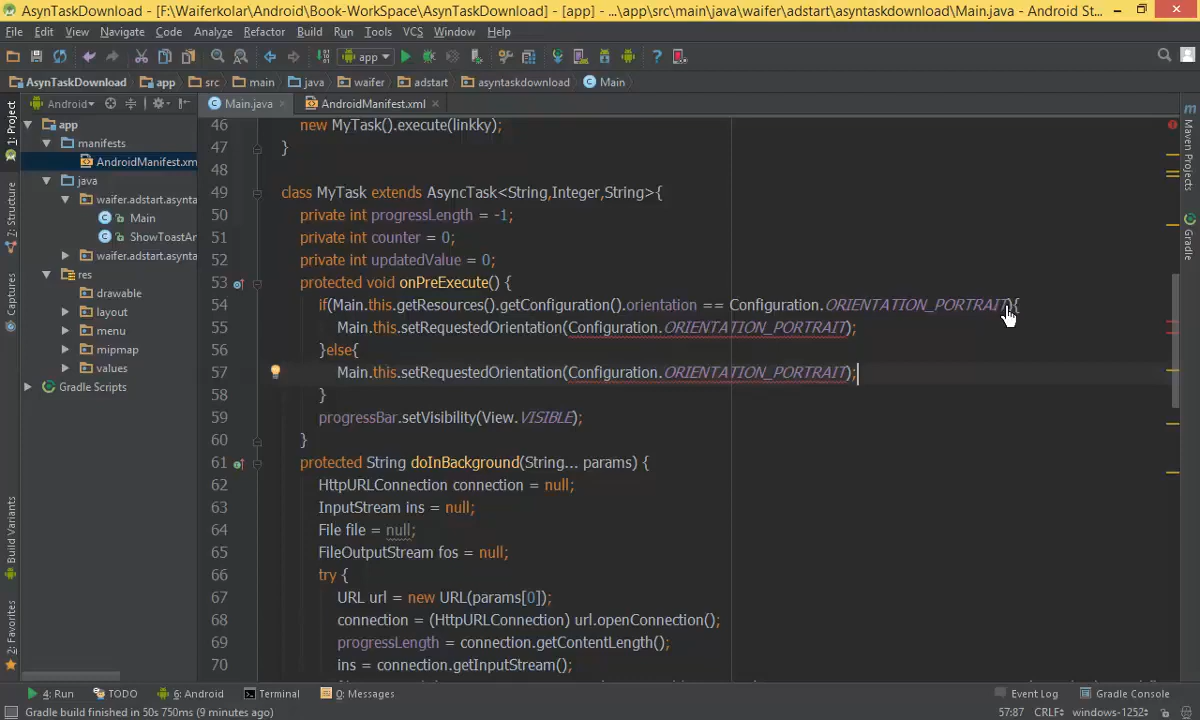 AsynTaskDownload] - [F:\Waiferkolar\Android\Book-WorkSpace\AsynTaskDownload] - [app] - ...\app\src\main\java\waifer\adstart\asyntaskdownload\Main.java - Android St...
File Edit View Navigate Code Analyze Refactor Build Run Tools VCS Window Help
app
AsynTaskDownload app src main java waifer adstart asyntaskdownload Main
Android Main.java AndroidManifest.xml
1: Project
7: Structure
Captures
Build Variants
2: Favorites
app
manifests
AndroidManifest.xm
java
waifer.adstart.asynta
Main
ShowToastAr
waifer.adstart.asynta
res
drawable
layout
menu
mipmap
values
Gradle Scripts
46 new MyTask().execute(linkky);
47 }
48
49 class MyTask extends AsyncTask<String,Integer,String>{
50 private int progressLength = -1;
51 private int counter = 0;
52 private int updatedValue = 0;
53 protected void onPreExecute() {
54 if(Main.this.getResources().getConfiguration().orientation == Configuration.ORIENTATION_PORTRAIT){
55 Main.this.setRequestedOrientation(Configuration.ORIENTATION_PORTRAIT);
56 }else{
57 Main.this.setRequestedOrientation(Configuration.ORIENTATION_PORTRAIT);
58 }
59 progressBar.setVisibility(View.VISIBLE);
60 }
61 protected String doInBackground(String... params) {
62 HttpURLConnection connection = null;
63 InputStream ins = null;
64 File file = null;
65 FileOutputStream fos = null;
66 try {
67 URL url = new URL(params[0]);
68 connection = (HttpURLConnection) url.openConnection();
69 progressLength = connection.getContentLength();
70 ins = connection.getInputStream();
Maven Projects
Gradle
4: Run TODO 6: Android Terminal 0: Messages Event Log Gradle Console
Gradle build finished in 50s 750ms (9 minutes ago) 57:87 CRLF windows-1252